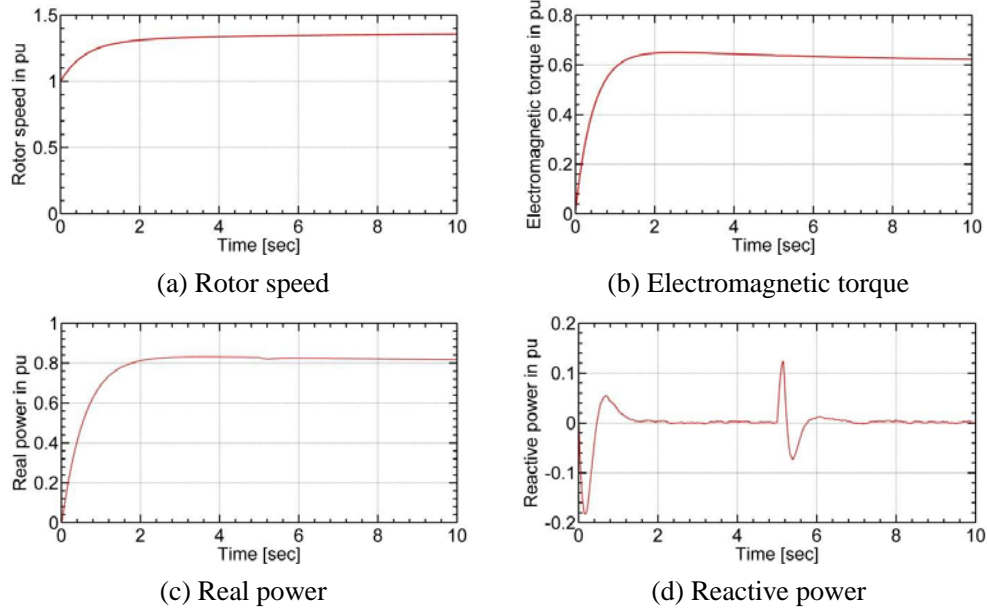 Rotor speed in pu
1.5
1
0.5
0
0 2 4 6 8 10
Time [sec]
(a) Rotor speed
Electromagnetic torque in pu
0.8
0.6
0.4
0.2
0
0 2 4 6 8 10
Time [sec]
(b) Electromagnetic torque
Real power in pu
1
0.8
0.6
0.4
0.2
0
0 2 4 6 8 10
Time [sec]
(c) Real power
Reactive power in pu
0.2
0.1
0
-0.1
-0.2
0 2 4 6 8 10
Time [sec]
(d) Reactive power